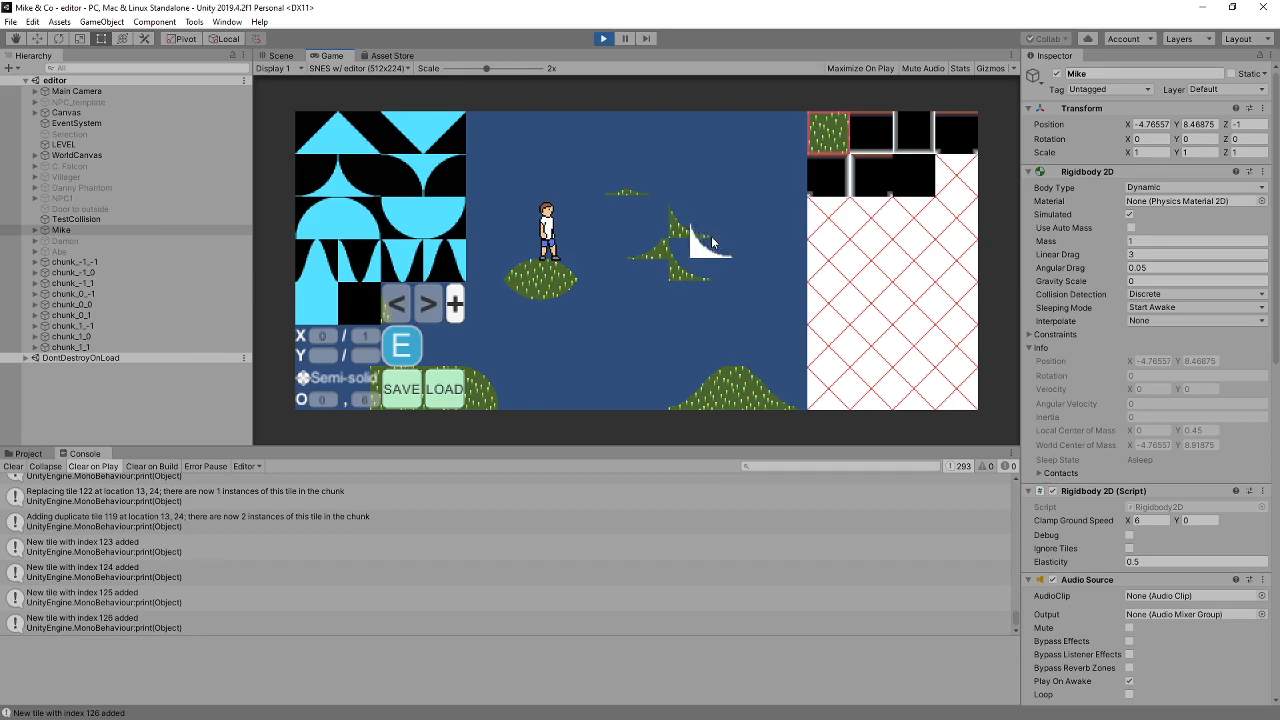 Mike & Co - editor - PC, Mac & Linux Standalone - Unity 2019.4.2f1 Personal <DX11>
File Edit Assets GameObject Component Tools Window Help
Pivot Local Collab Account Layers Layout
Hierarchy Scene Game Asset Store Inspector
All
Display 1 SNES w/ editor (512x224) Scale 2x Maximize On Play Mute Audio Stats Gizmos
editor
Main Camera
NPC_template
Canvas
EventSystem
Selection
LEVEL
WorldCanvas
C. Falcon
Villager
Danny Phantom
NPC1
Door to outside
TestCollision
Mike
Damon
Abe
chunk_-1_-1
chunk_-1_0
chunk_-1_1
chunk_0_-1
chunk_0_0
chunk_0_1
chunk_1_-1
chunk_1_0
chunk_1_1
DontDestroyOnLoad
< > +
X 0 / 1
Y /
E
Semi-solid
SAVE LOAD
O 0 , 6
Mike Static
Tag Untagged Layer Default
Transform
Position X -4.76557 Y 8.46875 Z -1
Rotation X 0 Y 0 Z 0
Scale X 1 Y 1 Z 1
Rigidbody 2D
Body Type Dynamic
Material None (Physics Material 2D)
Simulated
Use Auto Mass
Mass 1
Linear Drag 3
Angular Drag 0.05
Gravity Scale 0
Collision Detection Discrete
Sleeping Mode Start Awake
Interpolate None
Constraints
Info
Position X -4.76557 Y 8.46875
Rotation 0
Velocity X 0 Y 0
Angular Velocity 0
Inertia 0
Local Center of Mass X 0 Y 0.45
World Center of Mass X -4.76557 Y 8.91875
Sleep State Asleep
Contacts
Rigidbody 2D (Script)
Script Rigidbody2D
Clamp Ground Speed X 6 Y 0
Debug
Ignore Tiles
Elasticity 0.5
Audio Source
AudioClip None (Audio Clip)
Output None (Audio Mixer Group)
Mute
Bypass Effects
Bypass Listener Effects
Bypass Reverb Zones
Play On Awake
Loop
Project Console
Clear Collapse Clear on Play Clear on Build Error Pause Editor 293 0 0
UnityEngine.MonoBehaviour:print(Object)
Replacing tile 122 at location 13, 24; there are now 1 instances of this tile in the chunk
UnityEngine.MonoBehaviour:print(Object)
Adding duplicate tile 119 at location 13, 24; there are now 2 instances of this tile in the chunk
UnityEngine.MonoBehaviour:print(Object)
New tile with index 123 added
UnityEngine.MonoBehaviour:print(Object)
New tile with index 124 added
UnityEngine.MonoBehaviour:print(Object)
New tile with index 125 added
UnityEngine.MonoBehaviour:print(Object)
New tile with index 126 added
UnityEngine.MonoBehaviour:print(Object)
New tile with index 126 added